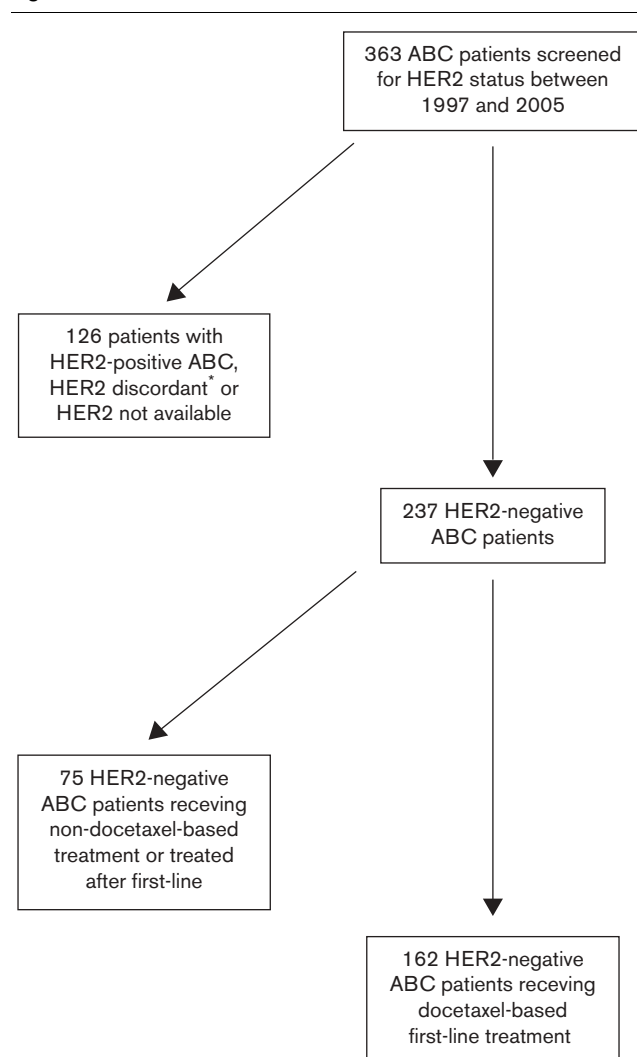 363 ABC patients screened
for HER2 status between
1997 and 2005
126 patients with
HER2-positive ABC,
HER2 discordant* or
HER2 not available
237 HER2-negative
ABC patients
75 HER2-negative
ABC patients receving
non-docetaxel-based
treatment or treated
after first-line
162 HER2-negative
ABC patients receving
docetaxel-based
first-line treatment